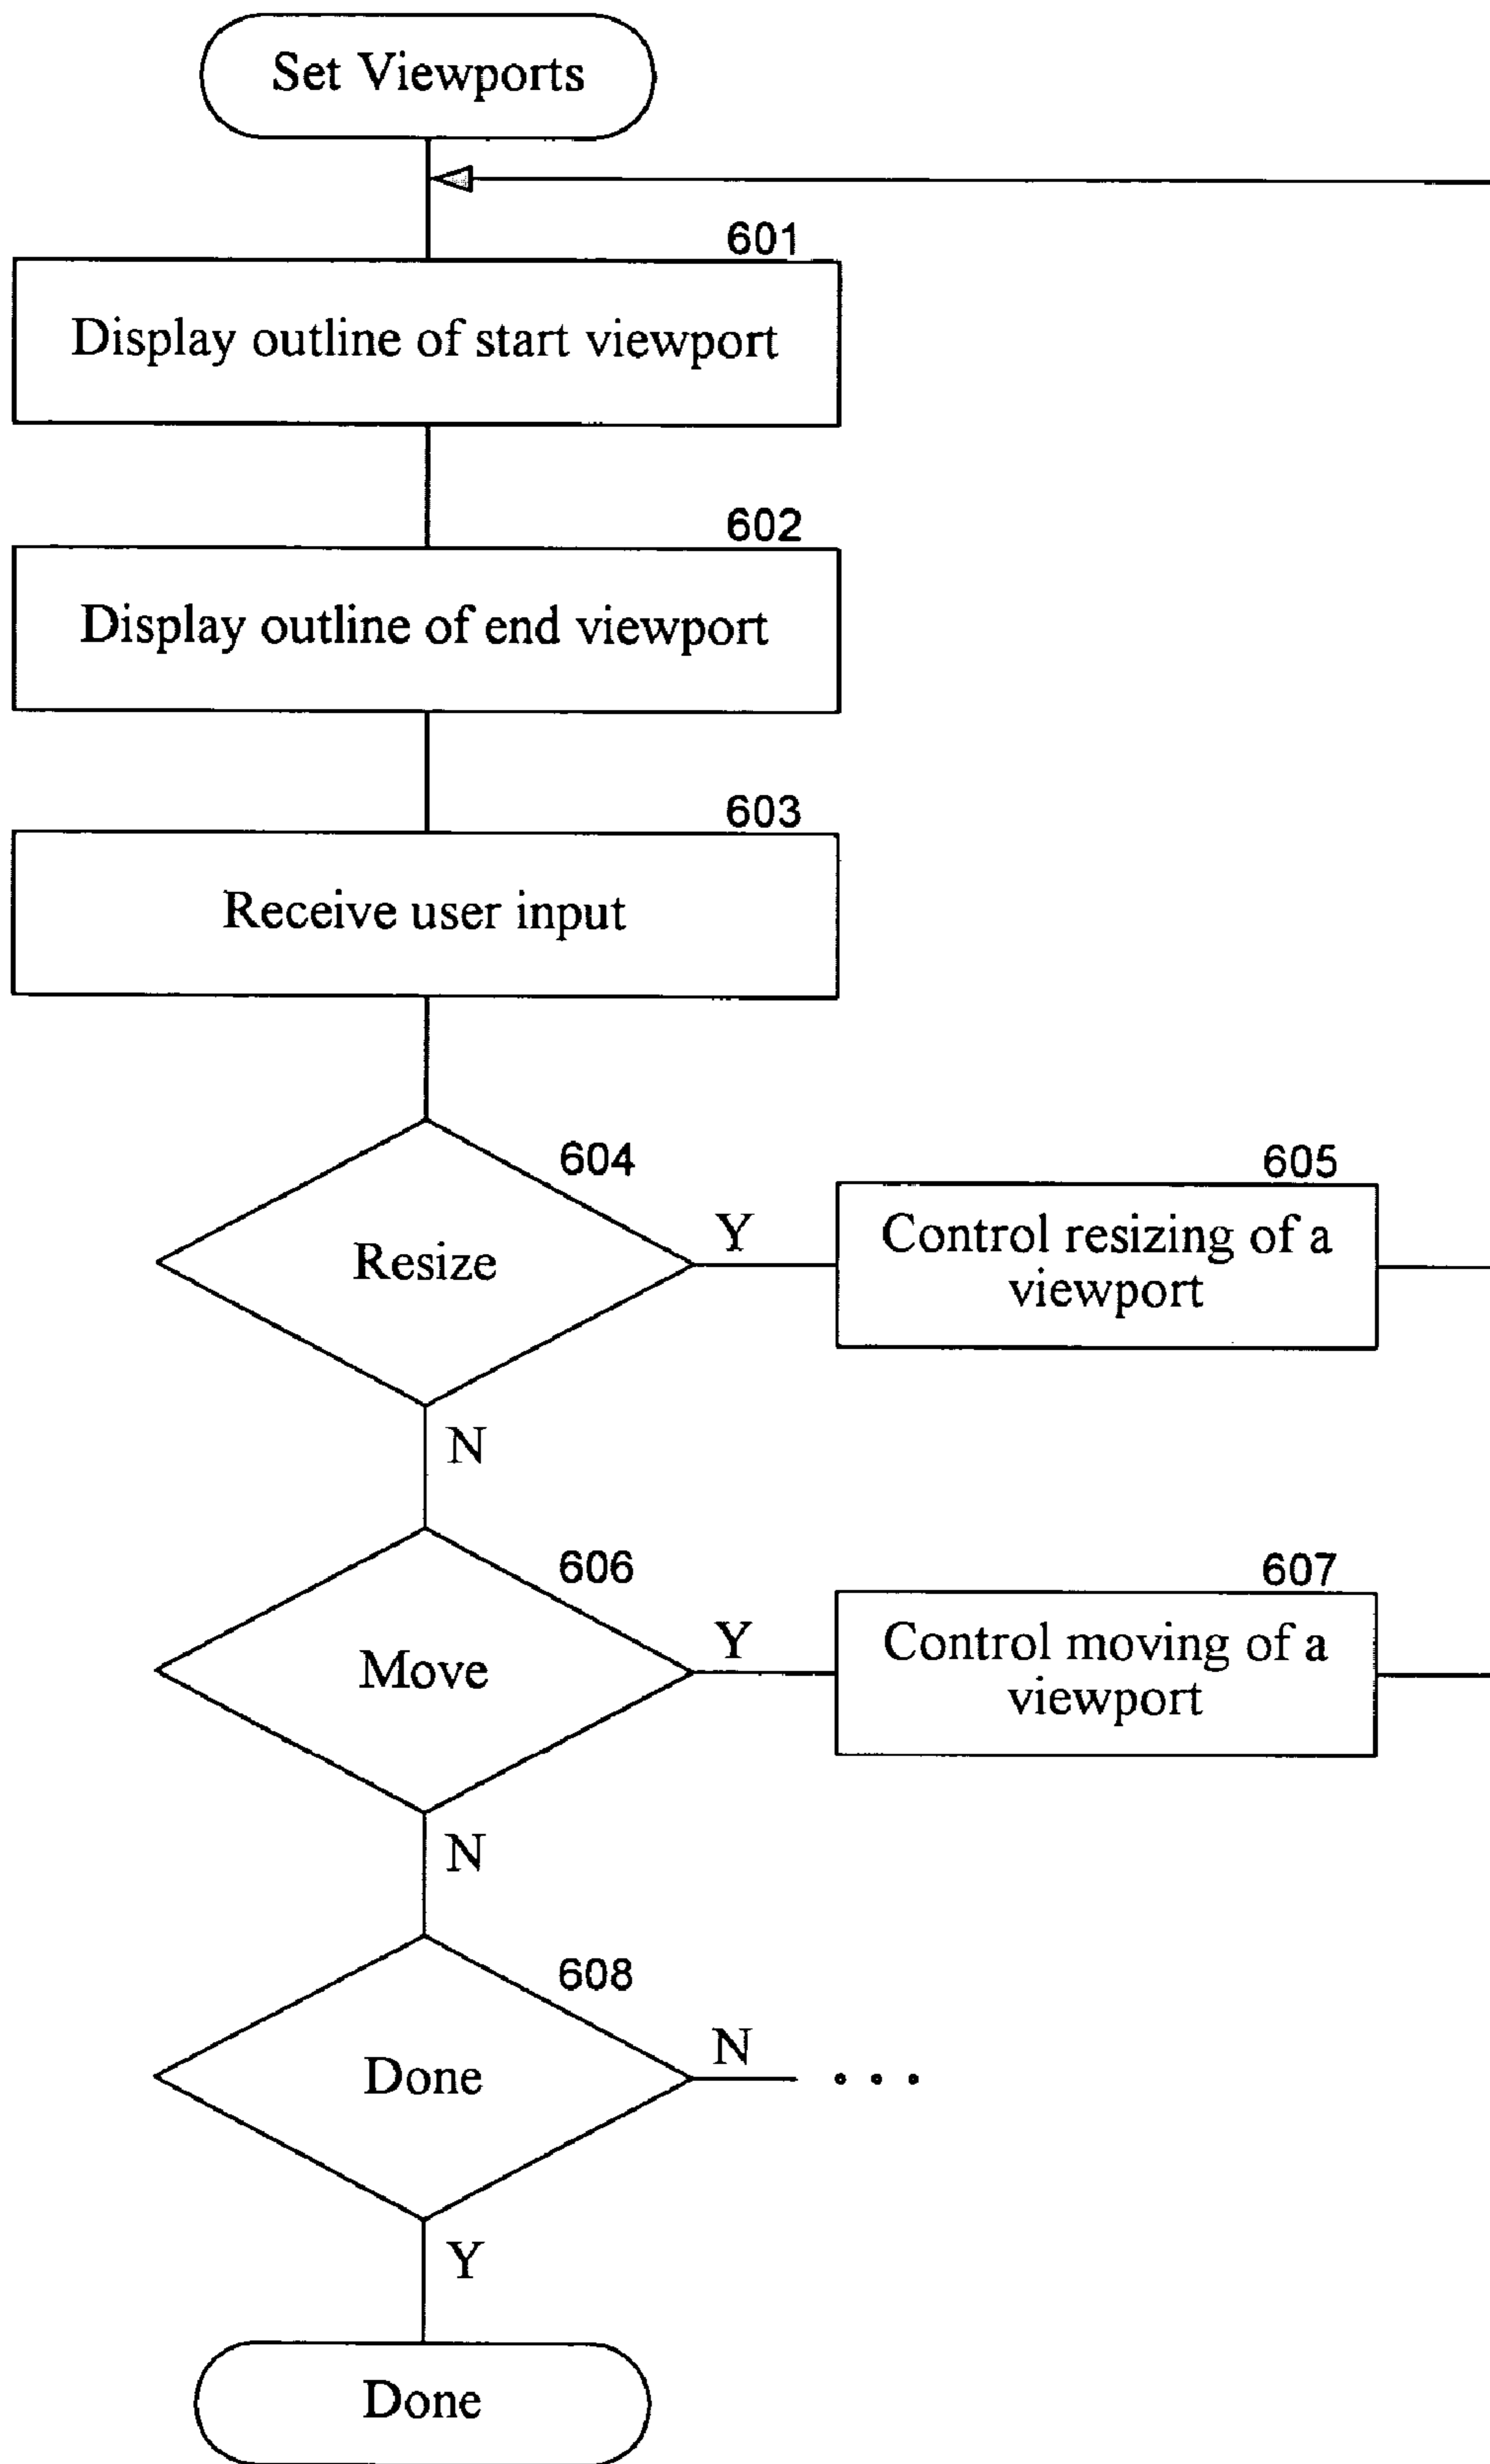 Set Viewports
601
Display outline of start viewport
602
Display outline of end viewport
603
Receive user input
604
Resize
Y
605
Control resizing of a
viewport
N
606
Move
Y
607
Control moving of a
viewport
N
608
Done
N
• • •
Y
Done